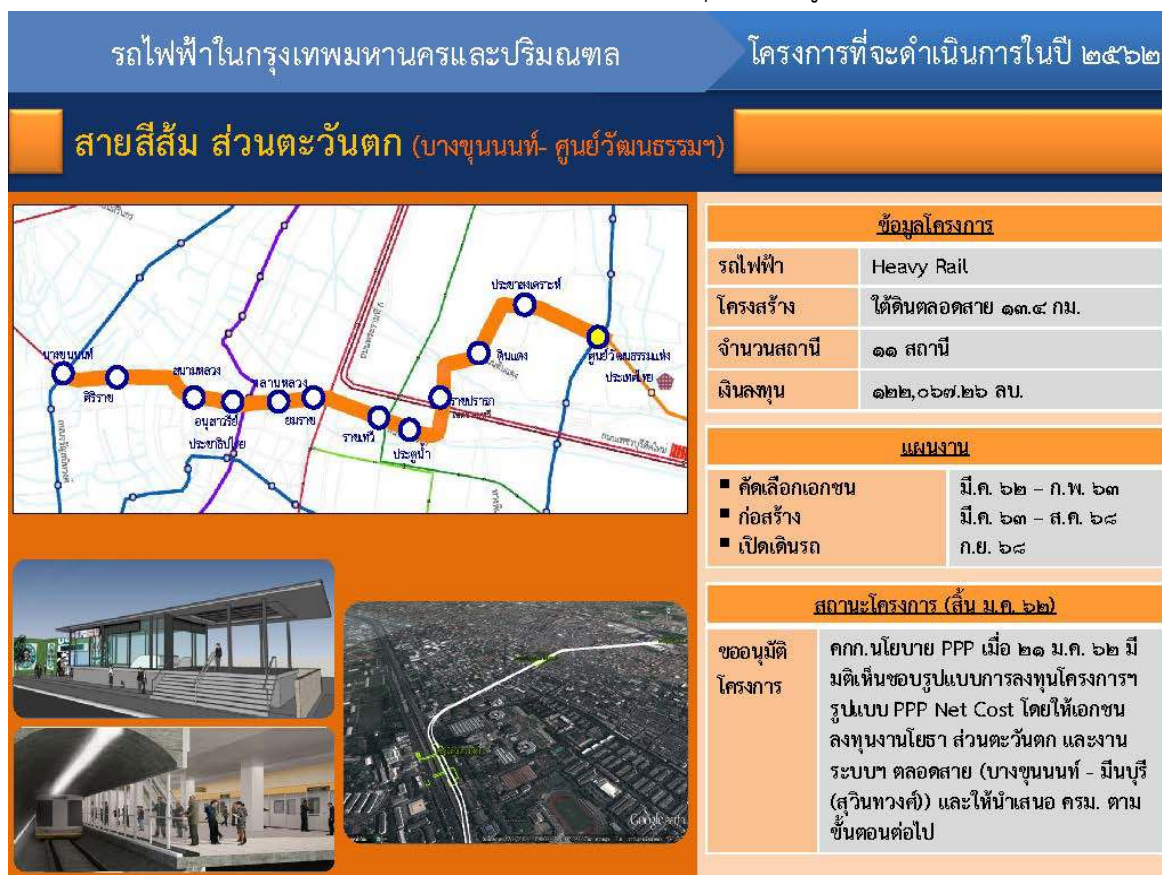 รถไฟฟ้าในกรุงเทพมหานครและปริมณฑล
โครงการที่จะดำเนินการในปี ๒๕๖๒
สายสีส้ม ส่วนตะวันตก (บางขุนนนท์- ศูนย์วัฒนธรรมฯ)
ประชาสงเคราะห์
บางขุนนนท์
สนามหลวง
ดินแดง
ศูนย์วัฒนธรรมแห่ง
ประเทศไทย
ศิริราช
หลานหลวง
ราชปรารภ
อนุสาวรีย์
ประชาธิปไตย
ยมราช
ราชเทวี
ประตูน้ำ
ข้อมูลโครงการ
รถไฟฟ้า Heavy Rail
โครงสร้าง ใต้ดินตลอดสาย ๑๓.๔ กม.
จำนวนสถานี ๑๑ สถานี
เงินลงทุน ๑๒๒,๐๖๗.๒๖ ลบ.
แผนงาน
▪ คัดเลือกเอกชน มี.ค. ๖๒ – ก.พ. ๖๓
▪ ก่อสร้าง มี.ค. ๖๓ – ส.ค. ๖๘
▪ เปิดเดินรถ ก.ย. ๖๘
สถานะโครงการ (สิ้น ม.ค. ๖๒)
ขออนุมัติ
โครงการ
คกก.นโยบาย PPP เมื่อ ๒๑ ม.ค. ๖๒ มี
มติเห็นชอบรูปแบบการลงทุนโครงการฯ
รูปแบบ PPP Net Cost โดยให้เอกชน
ลงทุนงานโยธา ส่วนตะวันตก และงาน
ระบบฯ ตลอดสาย (บางขุนนนท์ - มีนบุรี
(สุวินทวงศ์)) และให้นำเสนอ ครม. ตาม
ขั้นตอนต่อไป
Google earth